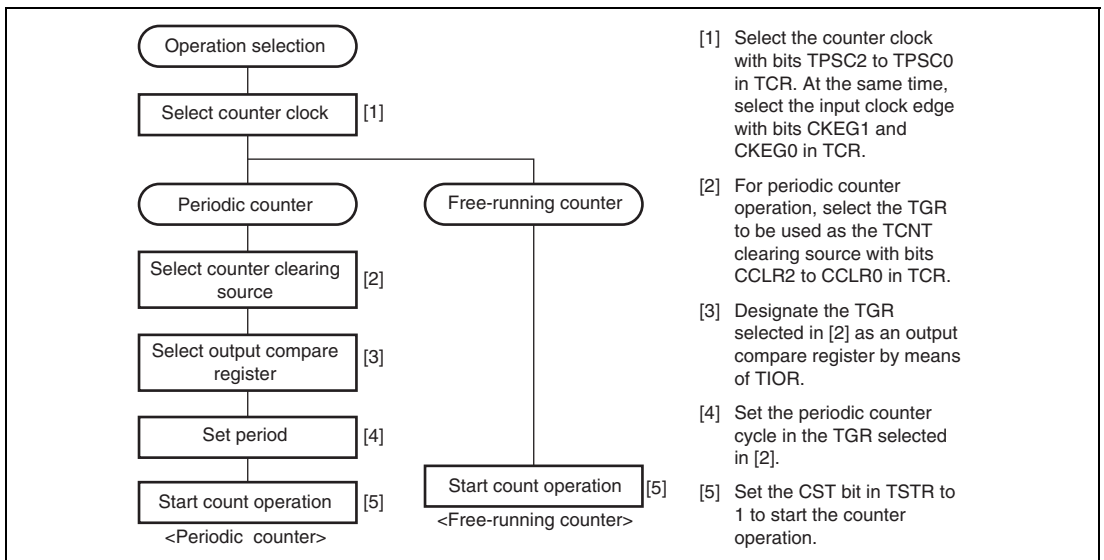 Operation selection
Select counter clock
[1]
Periodic counter
Free-running counter
Select counter clearing
source
[2]
Select output compare
register
[3]
Set period
[4]
Start count operation
[5]
<Periodic counter>
Start count operation
[5]
<Free-running counter>
[1] Select the counter clock
with bits TPSC2 to TPSC0
in TCR. At the same time,
select the input clock edge
with bits CKEG1 and
CKEG0 in TCR.
[2] For periodic counter
operation, select the TGR
to be used as the TCNT
clearing source with bits
CCLR2 to CCLR0 in TCR.
[3] Designate the TGR
selected in [2] as an output
compare register by means
of TIOR.
[4] Set the periodic counter
cycle in the TGR selected
in [2].
[5] Set the CST bit in TSTR to
1 to start the counter
operation.